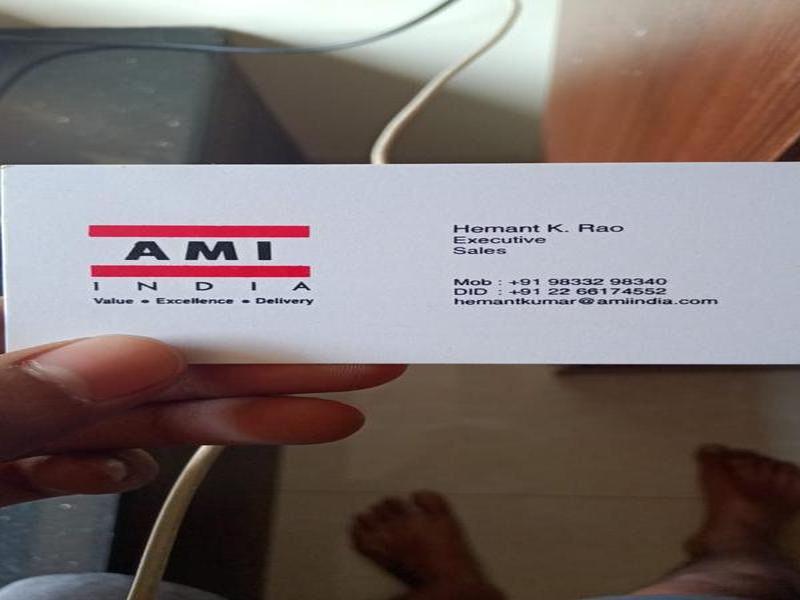 AMI
INDIA
Value • Excellence • Delivery
Hemant K. Rao
Executive
Sales
Mob : +91 98332 98340
DID : +91 22 66174552
hemantkumar@amiindia.com